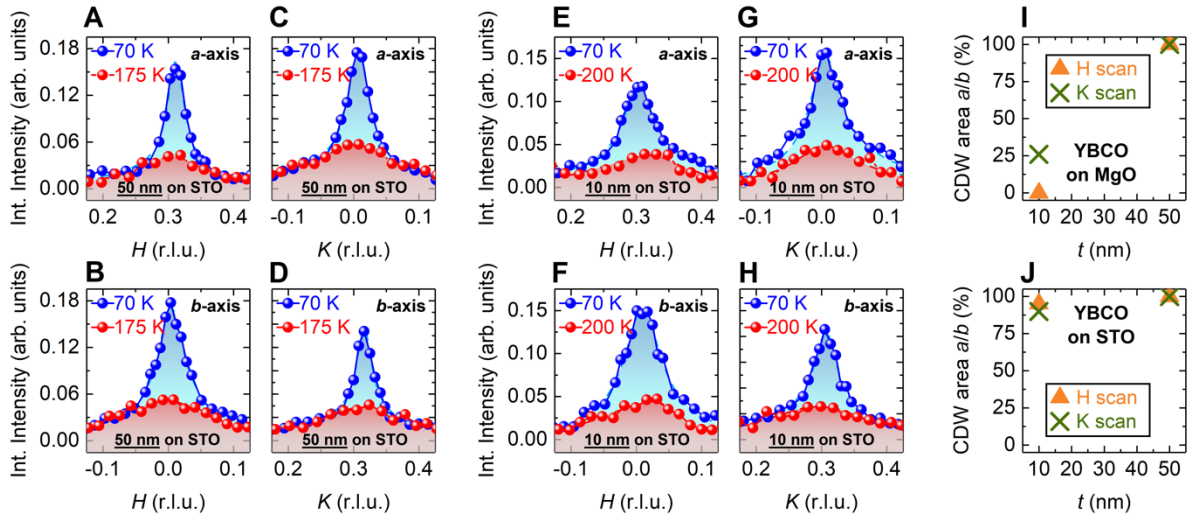 A
Int. Intensity (arb. units)
0.18
0.12
0.06
0.00
70 K
175 K
a-axis
50 nm on STO
0.2
0.3
0.4
H (r.l.u.)
C
70 K
175 K
a-axis
50 nm on STO
-0.1
0.0
0.1
K (r.l.u.)
E
Int. Intensity (arb. units)
0.15
0.10
0.05
0.00
70 K
200 K
a-axis
10 nm on STO
0.2
0.3
0.4
H (r.l.u.)
G
70 K
200 K
a-axis
10 nm on STO
-0.1
0.0
0.1
K (r.l.u.)
I
CDW area a/b (%)
100
75
50
25
0
H scan
K scan
YBCO
on MgO
10
20
30
40
50
t (nm)
B
Int. Intensity (arb. units)
0.18
0.12
0.06
0.00
70 K
175 K
b-axis
50 nm on STO
-0.1
0.0
0.1
H (r.l.u.)
D
70 K
175 K
b-axis
50 nm on STO
0.2
0.3
0.4
K (r.l.u.)
F
Int. Intensity (arb. units)
0.15
0.10
0.05
0.00
70 K
200 K
b-axis
10 nm on STO
-0.1
0.0
0.1
H (r.l.u.)
H
70 K
200 K
b-axis
10 nm on STO
0.2
0.3
0.4
K (r.l.u.)
J
CDW area a/b (%)
100
75
50
25
0
YBCO
on STO
H scan
K scan
10
20
30
40
50
t (nm)